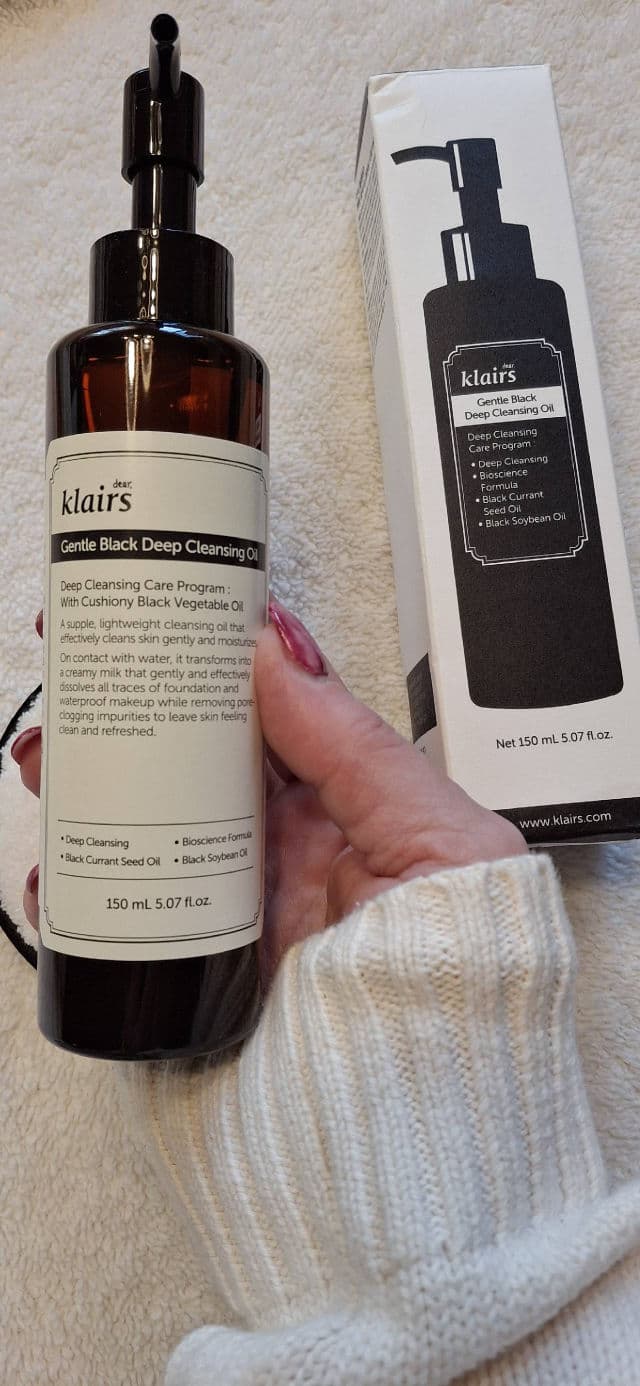 dear,
klairs
Gentle Black Deep Cleansing Oil
Deep Cleansing Care Program :
With Cushiony Black Vegetable Oil
A supple, lightweight cleansing oil that
effectively cleans skin gently and moisturizes
On contact with water, it transforms into
a creamy milk that gently and effectively
dissolves all traces of foundation and
waterproof makeup while removing pore-
clogging impurities to leave skin feeling
clean and refreshed.
• Deep Cleansing • Bioscience Formula
• Black Currant Seed Oil • Black Soybean Oil
150 mL 5.07 fl.oz.
dear,
klairs
Gentle Black
Deep Cleansing Oil
Deep Cleansing
Care Program :
• Deep Cleansing
• Bioscience
Formula
• Black Currant
Seed Oil
• Black Soybean Oil
Net 150 mL 5.07 fl.oz.
www.klairs.com